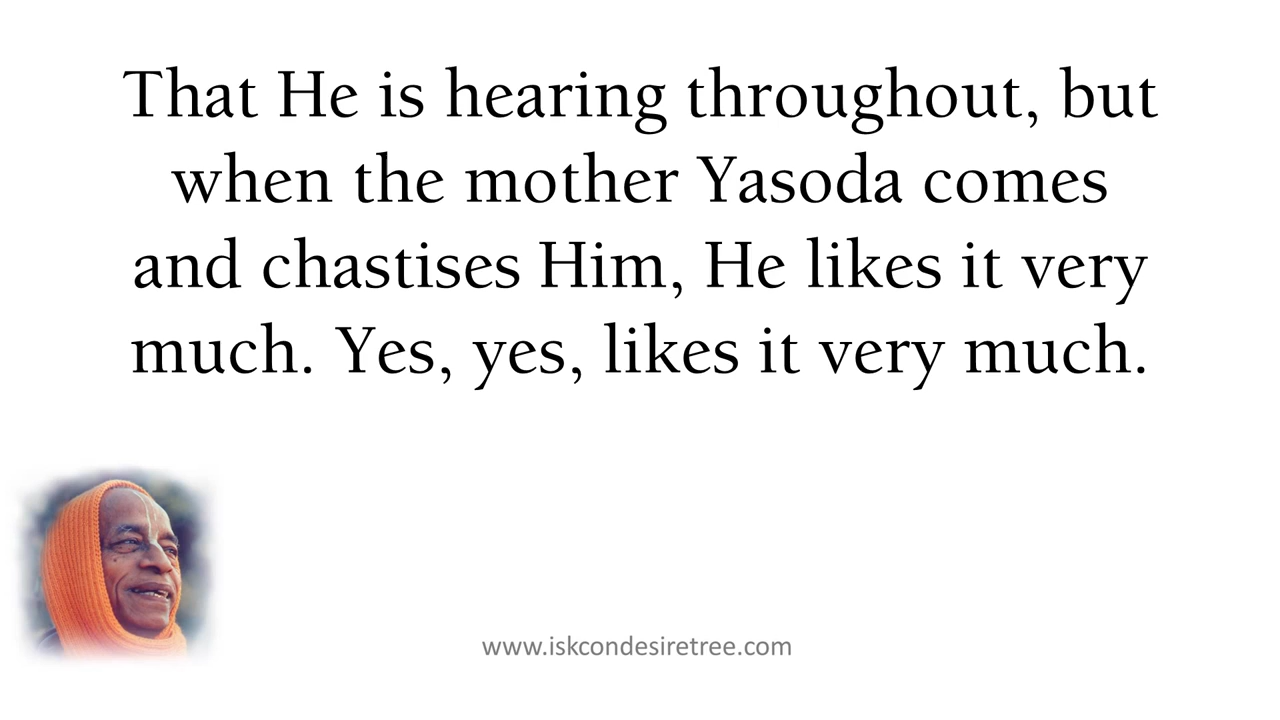 That He is hearing throughout, but
when the mother Yasoda comes
and chastises Him, He likes it very
much. Yes, yes, likes it very much.
www.iskcondesiretree.com